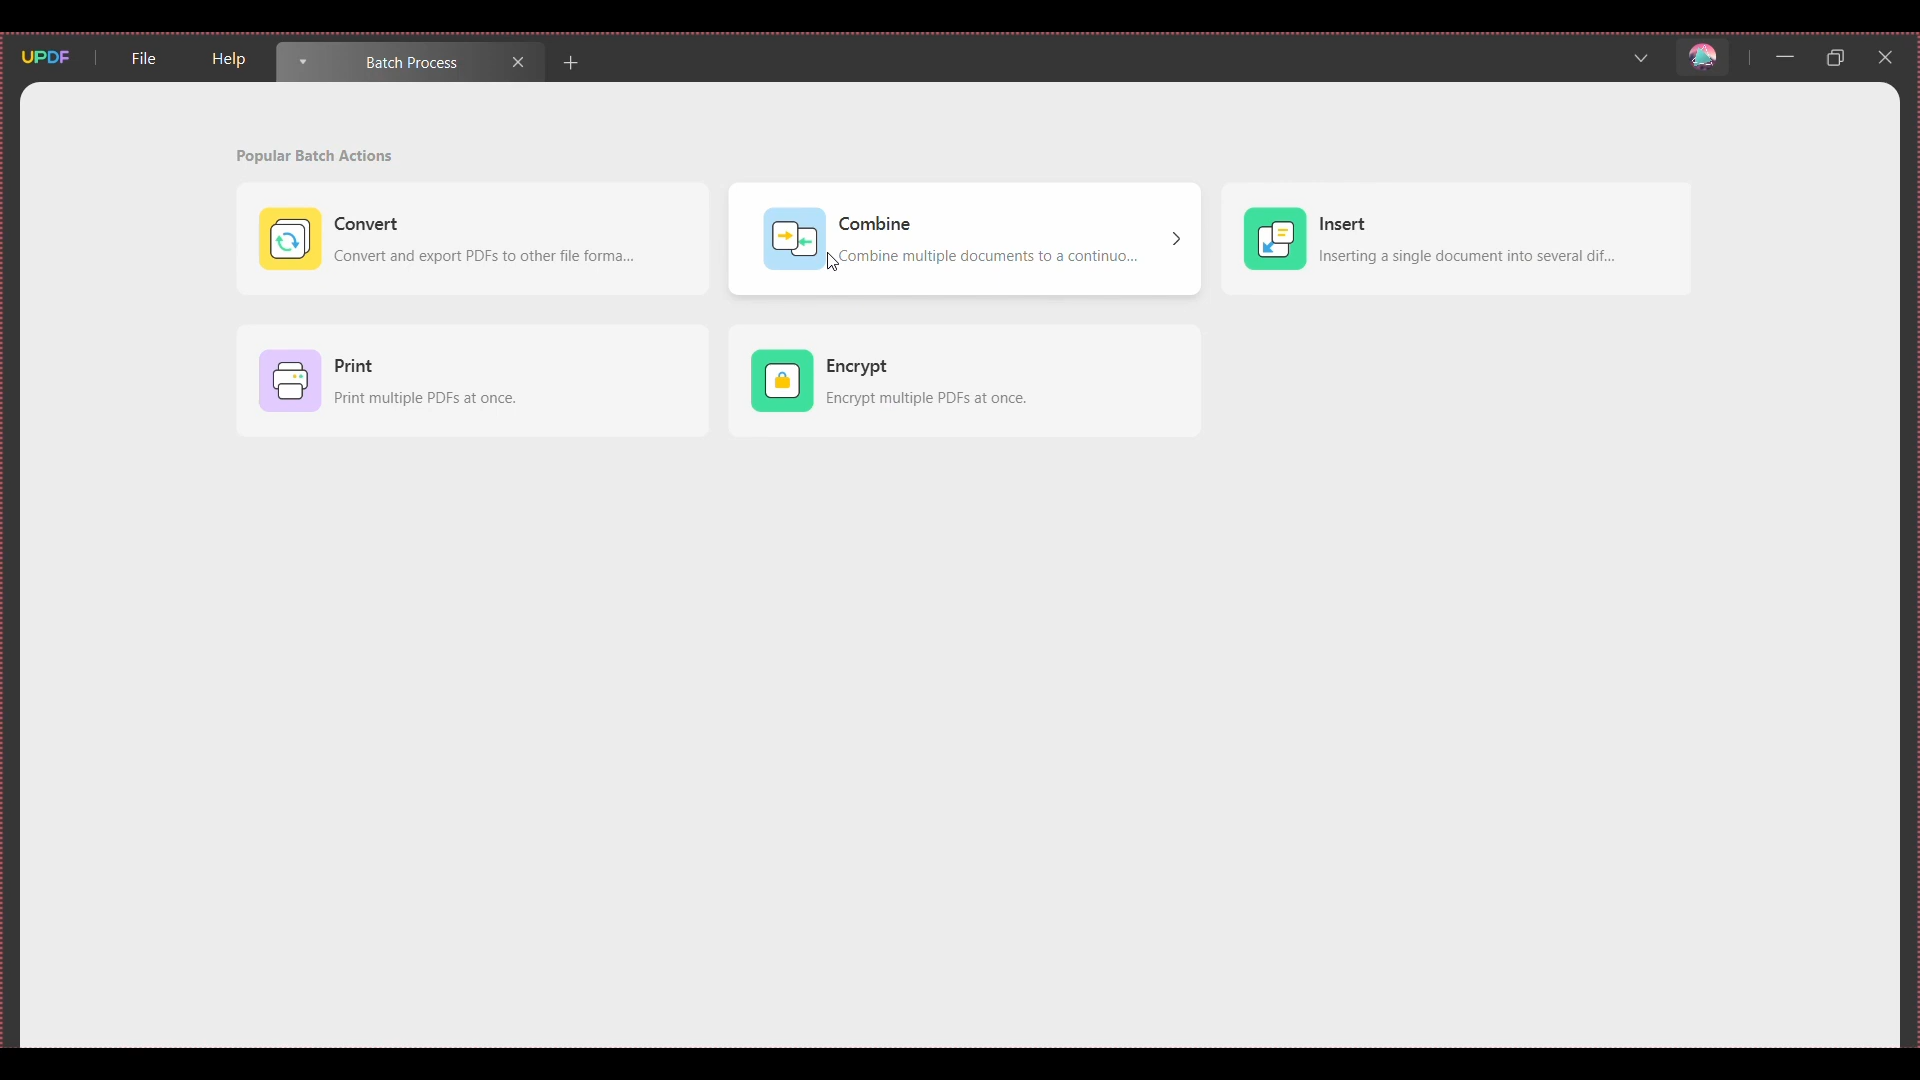 UPDF File Help Batch Process
Popular Batch Actions
Convert
Convert and export PDFs to other file forma...
Combine
Combine multiple documents to a continuo...
Insert
Inserting a single document into several dif...
Print
Print multiple PDFs at once.
Encrypt
Encrypt multiple PDFs at once.